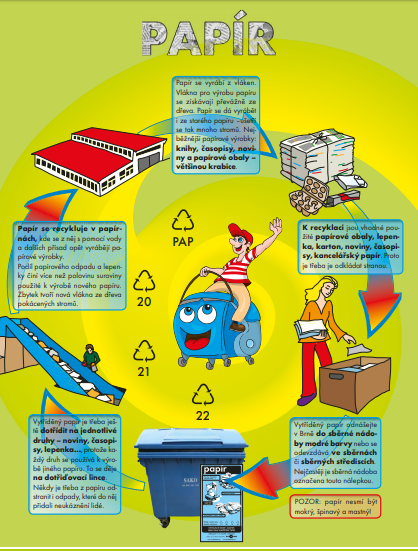 PAPÍR
Papír se vyrábí z vláken.
Vlákna pro výrobu papíru
se získávají převážně ze
dřeva. Papír se dá vyrábět
i ze starého papíru – ušetří
se tak mnoho stromů. Nej-
běžnější papírové výrobky:
knihy, časopisy, novi-
ny a papírové obaly –
většinou krabice.
K recyklaci jsou vhodné pou-
žité papírové obaly, lepen-
ka, karton, noviny, časopi-
sy, kancelářský papír. Proto
je třeba je odkládat stranou.
Papír se recykluje v papír-
nách, kde se z něj s pomocí vody
a dalších přísad opět vyrábějí pa-
pírové výrobky.
Podíl papírového odpadu a lepen-
ky činí více než polovinu suroviny
použité k výrobě nového papíru.
Zbytek tvoří nová vlákna ze dřeva
pokácených stromů.
PAP
20
21
22
Vytříděný papír je třeba ješ-
tě dotřídit na jednotlivé
druhy – noviny, časopi-
sy, lepenka..., protože ka-
ždý druh se používá k výro-
bě jiného papíru. To se děje
na dotřiďovací lince.
Někdy je třeba z papíru od-
stranit i odpady, které do něj
přidali neukáznění lidé.
SAKO
papír
Vytříděný papír odnášejte
v Brně do sběrné nádo-
by modré barvy nebo se
odevzdává ve sběrnách
či sběrných střediscích.
Nejčastěji je sběrná nádoba
označena touto nálepkou.
POZOR: papír nesmí být
mokrý, špinavý a mastný!